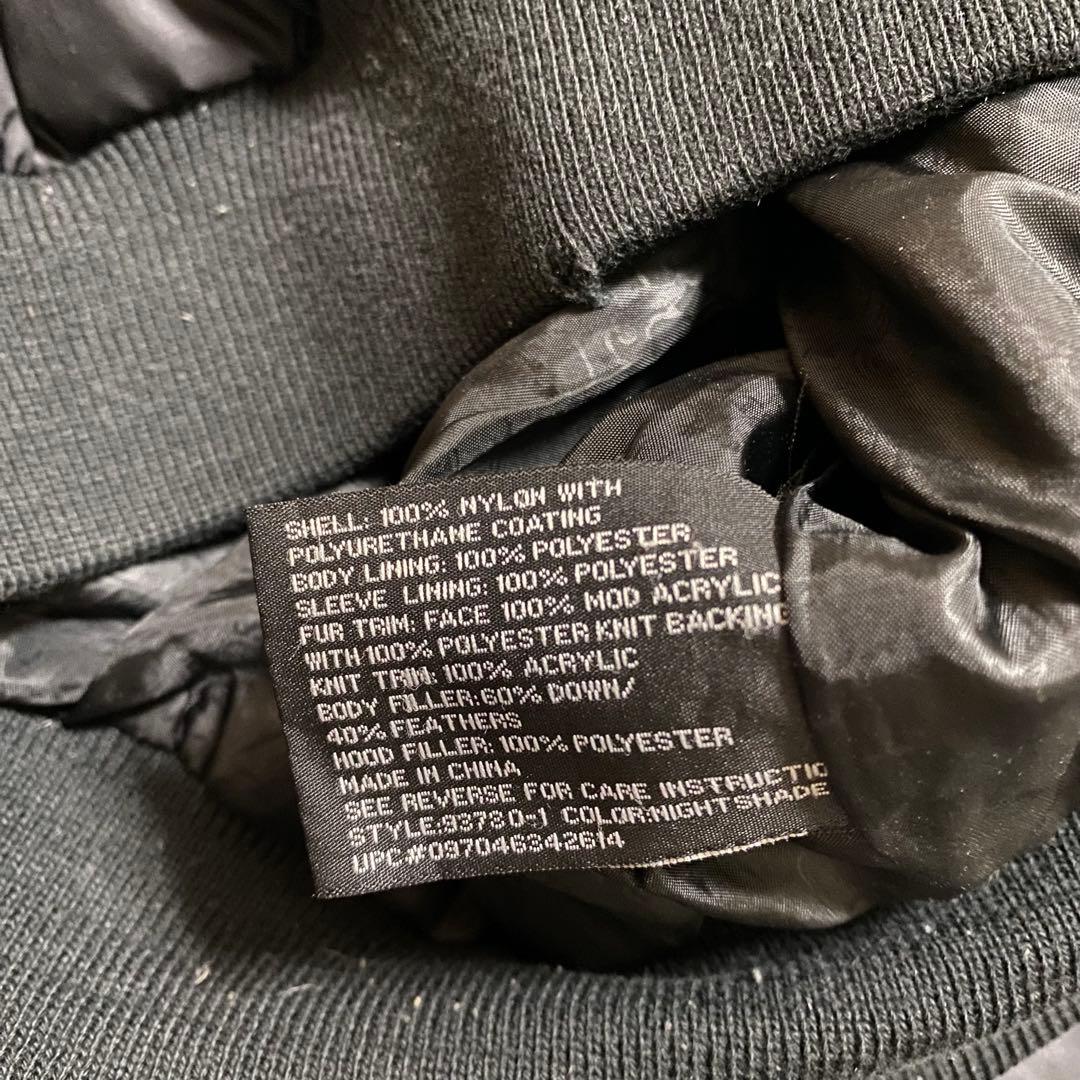 SHELL: 100% NYLON WITH
POLYURETHANE COATING
BODY LINING: 100% POLYESTER
SLEEVE LINING: 100% POLYESTER
FUR TRIM: FACE 100% MOD ACRYLIC
WITH 100% POLYESTER KNIT BACKING
KNIT TRIM: 100% ACRYLIC
BODY FILLER: 60% DOWN/
40% FEATHERS
HOOD FILLER: 100% POLYESTER
MADE IN CHINA
SEE REVERSE FOR CARE INSTRUCTIO
STYLE:93730-1 COLOR:NIGHTSHADE
UPC#097046342614